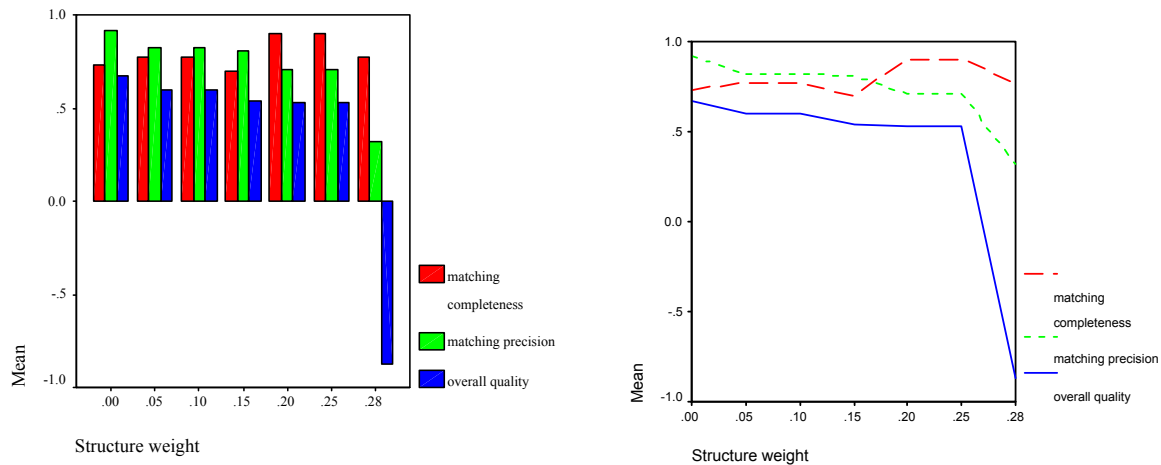 1.0
.5
0.0
-.5
-1.0
Mean
.00 .05 .10 .15 .20 .25 .28
Structure weight
matching
completeness
matching precision
overall quality
1.0
.5
0.0
-.5
-1.0
Mean
.00 .05 .10 .15 .20 .25 .28
Structure weight
matching
completeness
matching precision
overall quality